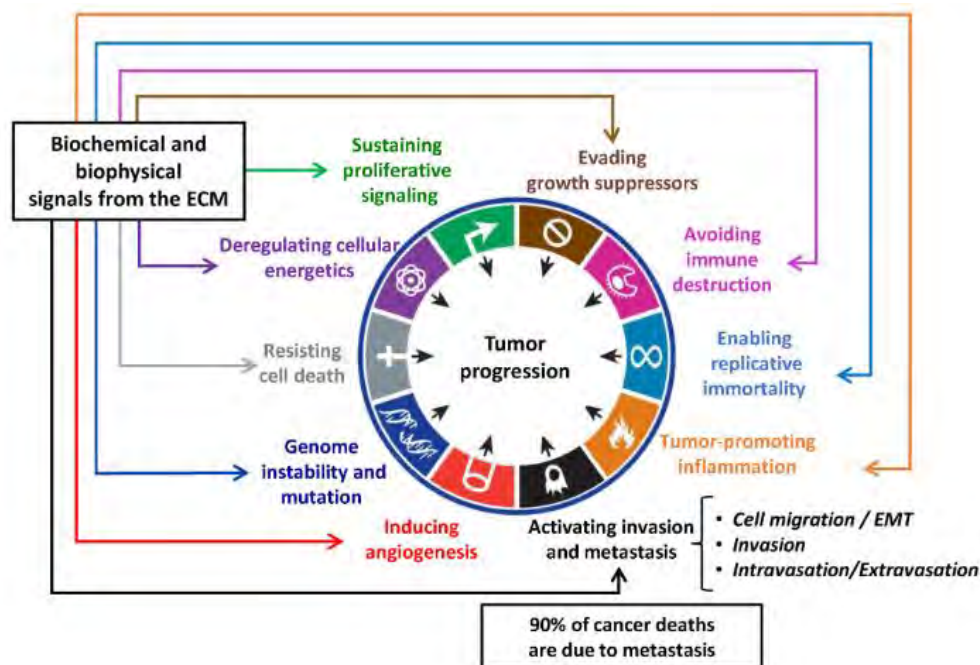 Biochemical and
biophysical
signals from the ECM
Sustaining
proliferative
signaling
Evading
growth suppressors
Deregulating cellular
energetics
Avoiding
immune
destruction
Resisting
cell death
Tumor
progression
Enabling
replicative
immortality
Genome
instability and
mutation
Tumor-promoting
inflammation
Inducing
angiogenesis
Activating invasion
and metastasis
• Cell migration / EMT
• Invasion
• Intravasation/Extravasation
90% of cancer deaths
are due to metastasis